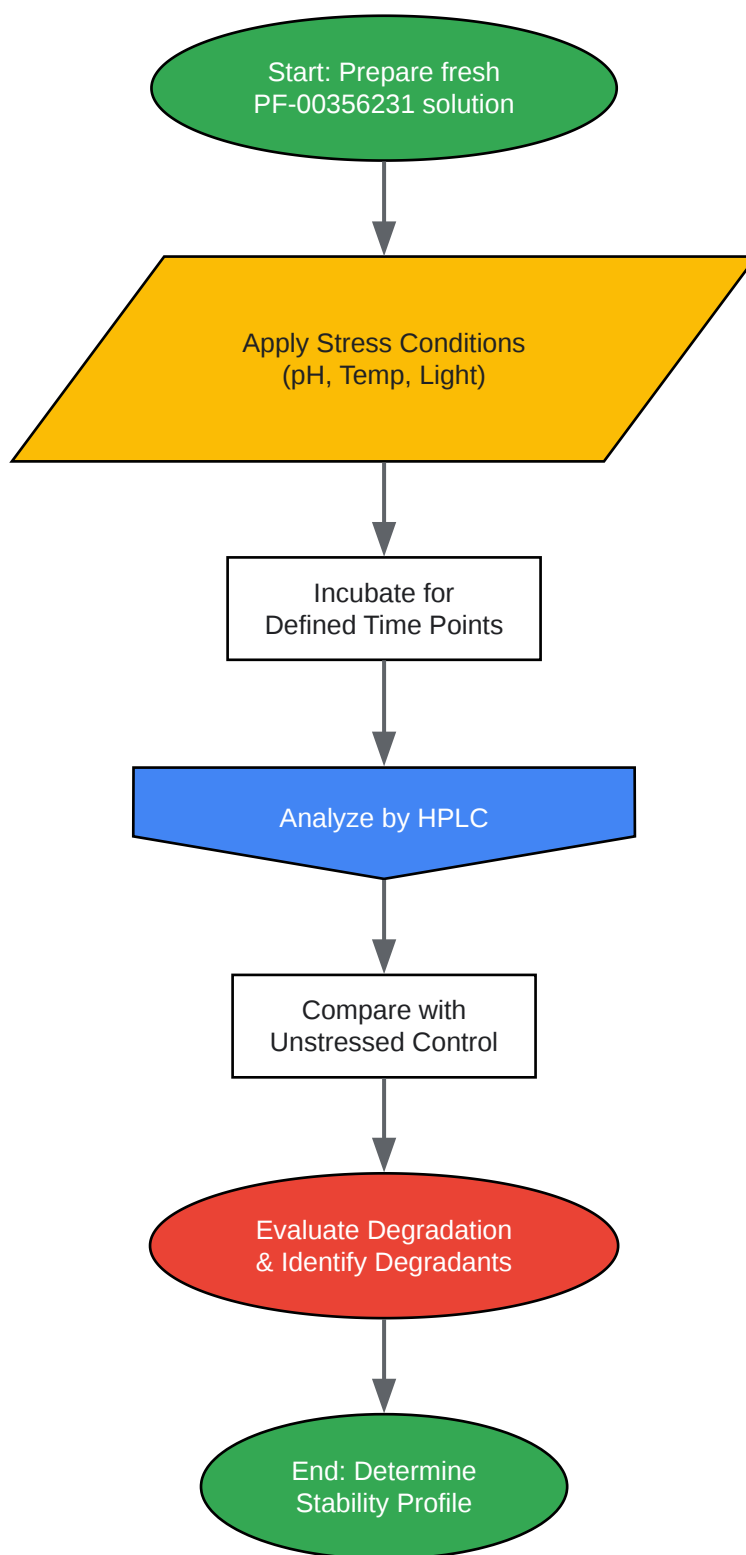 Start: Prepare fresh
PF-00356231 solution
Apply Stress Conditions
(pH, Temp, Light)
Incubate for
Defined Time Points
Analyze by HPLC
Compare with
Unstressed Control
Evaluate Degradation
& Identify Degradants
End: Determine
Stability Profile